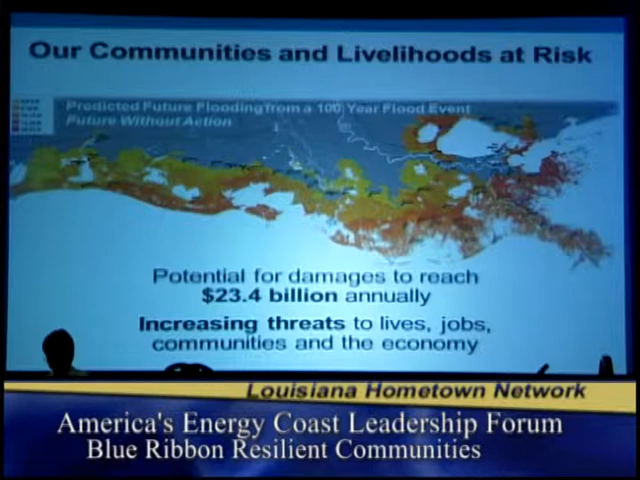 Our Communities and Livelihoods at Risk
Predicted Future Flooding from a 100 Year Flood Event
Future Without Action
Potential for damages to reach
$23.4 billion annually
Increasing threats to lives, jobs,
communities and the economy
Louisiana Hometown Network
America's Energy Coast Leadership Forum
Blue Ribbon Resilient Communities